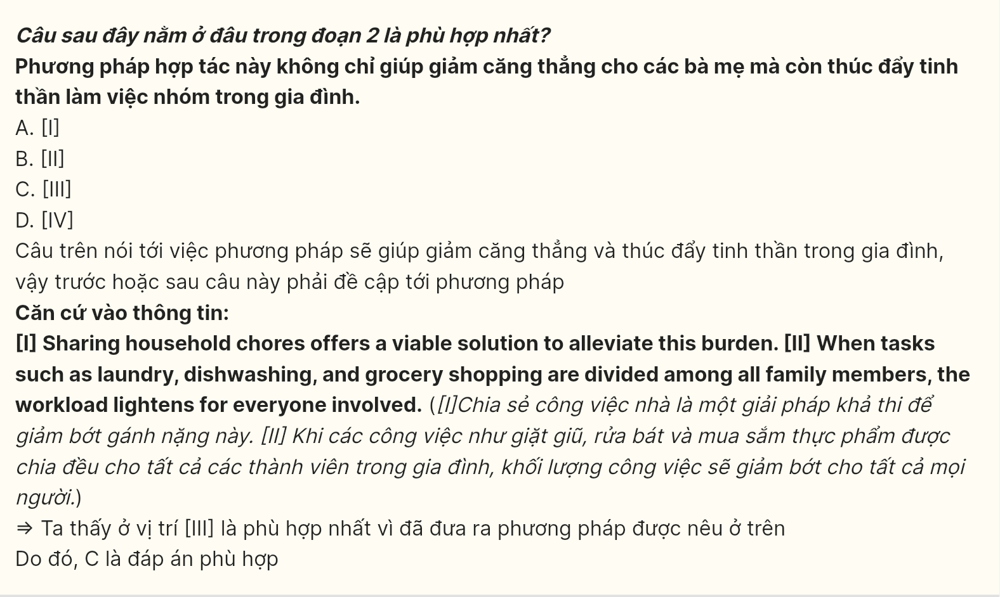 Câu sau đây nằm ở đâu trong đoạn 2 là phù hợp nhất?
Phương pháp hợp tác này không chỉ giúp giảm căng thẳng cho các bà mẹ mà còn thúc đẩy tinh
thần làm việc nhóm trong gia đình.
A. [I]
B. [II]
C. [III]
D. [IV]
Câu trên nói tới việc phương pháp sẽ giúp giảm căng thẳng và thúc đẩy tinh thần trong gia đình,
vậy trước hoặc sau câu này phải đề cập tới phương pháp
Căn cứ vào thông tin:
[I] Sharing household chores offers a viable solution to alleviate this burden. [II] When tasks
such as laundry, dishwashing, and grocery shopping are divided among all family members, the
workload lightens for everyone involved. ([I]Chia sẻ công việc nhà là một giải pháp khả thi để
giảm bớt gánh nặng này. [II] Khi các công việc như giặt giũ, rửa bát và mua sắm thực phẩm được
chia đều cho tất cả các thành viên trong gia đình, khối lượng công việc sẽ giảm bớt cho tất cả mọi
người.)
⇒ Ta thấy ở vị trí [III] là phù hợp nhất vì đã đưa ra phương pháp được nêu ở trên
Do đó, C là đáp án phù hợp